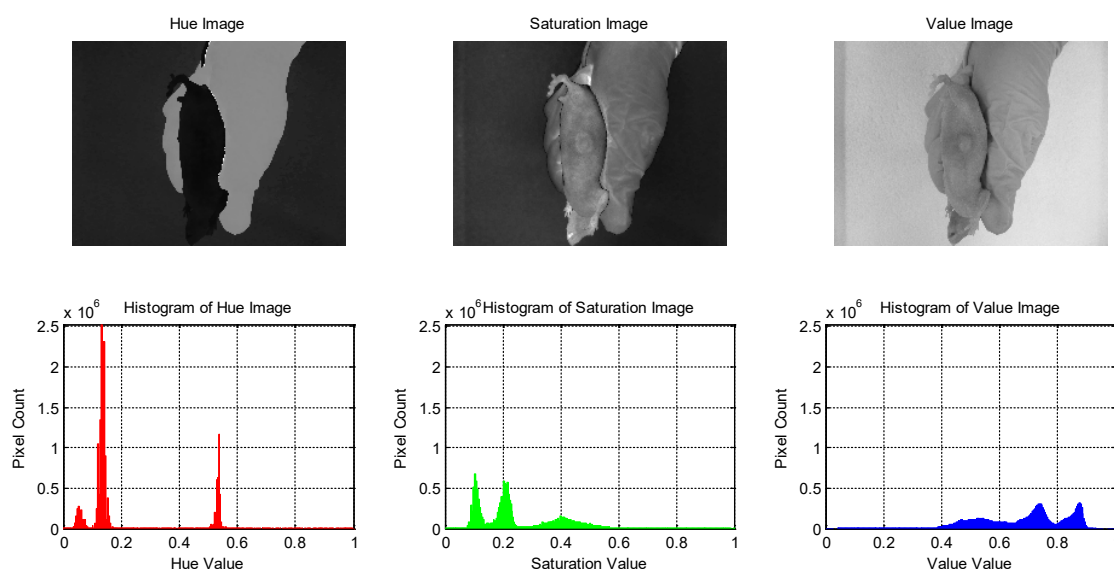 Hue Image
Saturation Image
Value Image
x 10^6
Histogram of Hue Image
2.5
2
1.5
1
0.5
0
Pixel Count
0 0.2 0.4 0.6 0.8 1
Hue Value
x 10^6
Histogram of Saturation Image
2.5
2
1.5
1
0.5
0
Pixel Count
0 0.2 0.4 0.6 0.8 1
Saturation Value
x 10^6
Histogram of Value Image
2.5
2
1.5
1
0.5
0
Pixel Count
0 0.2 0.4 0.6 0.8
Value Value